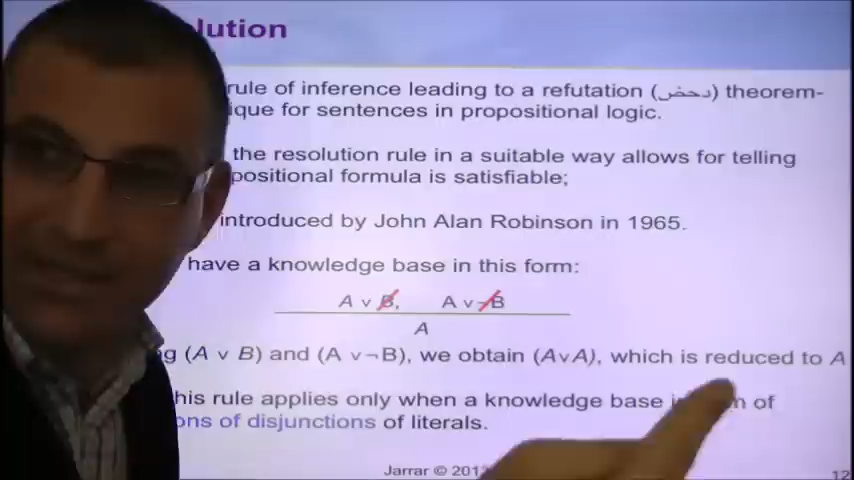 lution
rule of inference leading to a refutation (دحض) theorem-
ique for sentences in propositional logic.
the resolution rule in a suitable way allows for telling
positional formula is satisfiable;
introduced by John Alan Robinson in 1965.
have a knowledge base in this form:
A ∨ B, A ∨ ¬B
A
ng (A ∨ B) and (A ∨ ¬B), we obtain (A∨A), which is reduced to A
his rule applies only when a knowledge base of
ons of disjunctions of literals.
Jarrar © 201
12